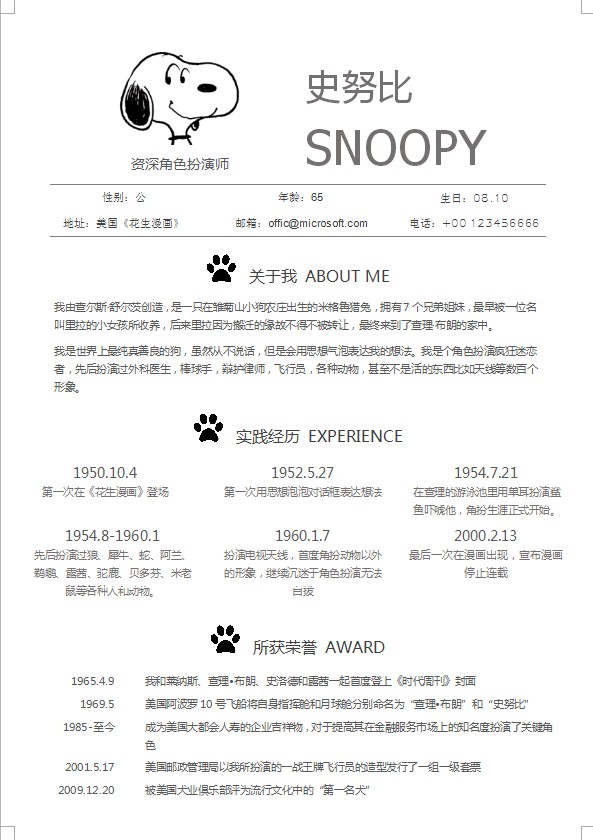 史努比
SNOOPY
资深角色扮演师
性别：公 年龄：65 生日：08.10
地址：美国《花生漫画》 邮箱：offic@microsoft.com 电话：+00 123456666
关于我 ABOUT ME
我由查尔斯·舒尔茨创造，是一只在雏菊山小狗农庄出生的米格鲁猎兔，拥有 7 个兄弟姐妹，最早被一位名
叫里拉的小女孩所收养，后来里拉因为搬迁的缘故不得不被转让，最终来到了查理·布朗的家中。
我是世界上最纯真善良的狗，虽然从不说话，但是会用思想气泡表达我的想法。我是个角色扮演疯狂迷恋
者，先后扮演过外科医生，棒球手，辩护律师，飞行员，各种动物，甚至不是活的东西比如天线等数百个
形象。
实践经历 EXPERIENCE
1950.10.4
第一次在《花生漫画》登场
1952.5.27
第一次用思想泡泡对话框表达想法
1954.7.21
在查理的游泳池里用单耳扮演鲨
鱼吓唬他，角扮生涯正式开始。
1954.8-1960.1
先后扮演过狼、犀牛、蛇、阿兰、
鹈鹕、露茜、驼鹿、贝多芬、米老
鼠等各种人和动物。
1960.1.7
扮演电视天线，首度角扮动物以外
的形象，继续沉迷于角色扮演无法
自拔
2000.2.13
最后一次在漫画出现，宣布漫画
停止连载
所获荣誉 AWARD
1965.4.9 我和莱纳斯、查理•布朗、史洛德和露茜一起首度登上《时代周刊》封面
1969.5 美国阿波罗 10 号飞船将自身指挥舱和月球舱分别命名为“查理•布朗”和“史努比”
1985-至今 成为美国大都会人寿的企业吉祥物，对于提高其在金融服务市场上的知名度扮演了关键角
色
2001.5.17 美国邮政管理局以我所扮演的一战王牌飞行员的造型发行了一组一级套票
2009.12.20 被美国犬业俱乐部评为流行文化中的“第一名犬”